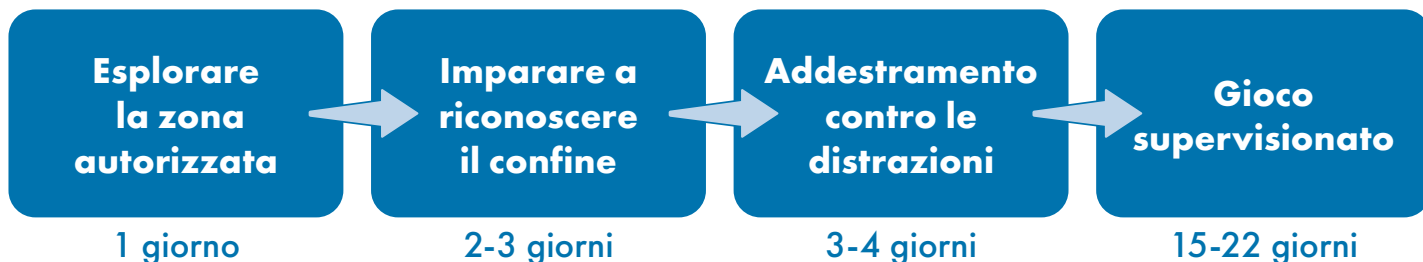 Esplorare
la zona
autorizzata
1 giorno
Imparare a
riconoscere
il confine
2-3 giorni
Addestramento
contro le
distrazioni
3-4 giorni
Gioco
supervisionato
15-22 giorni